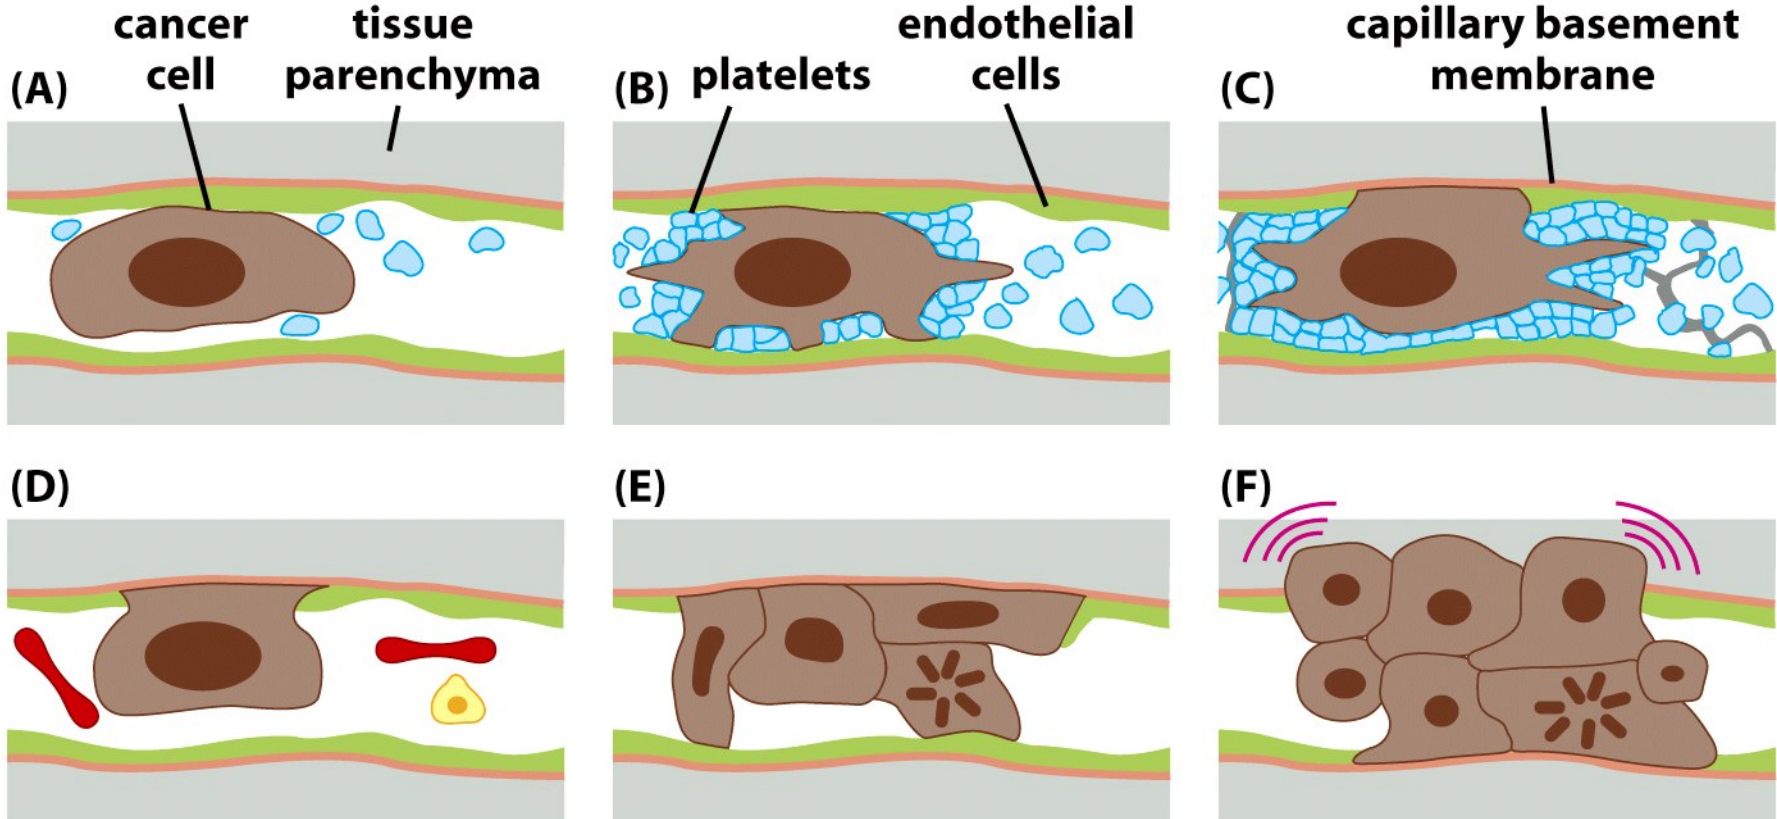 cancer
cell
tissue
parenchyma
endothelial
cells
capillary basement
membrane
(A)
(B)
platelets
(C)
(D)
(E)
(F)